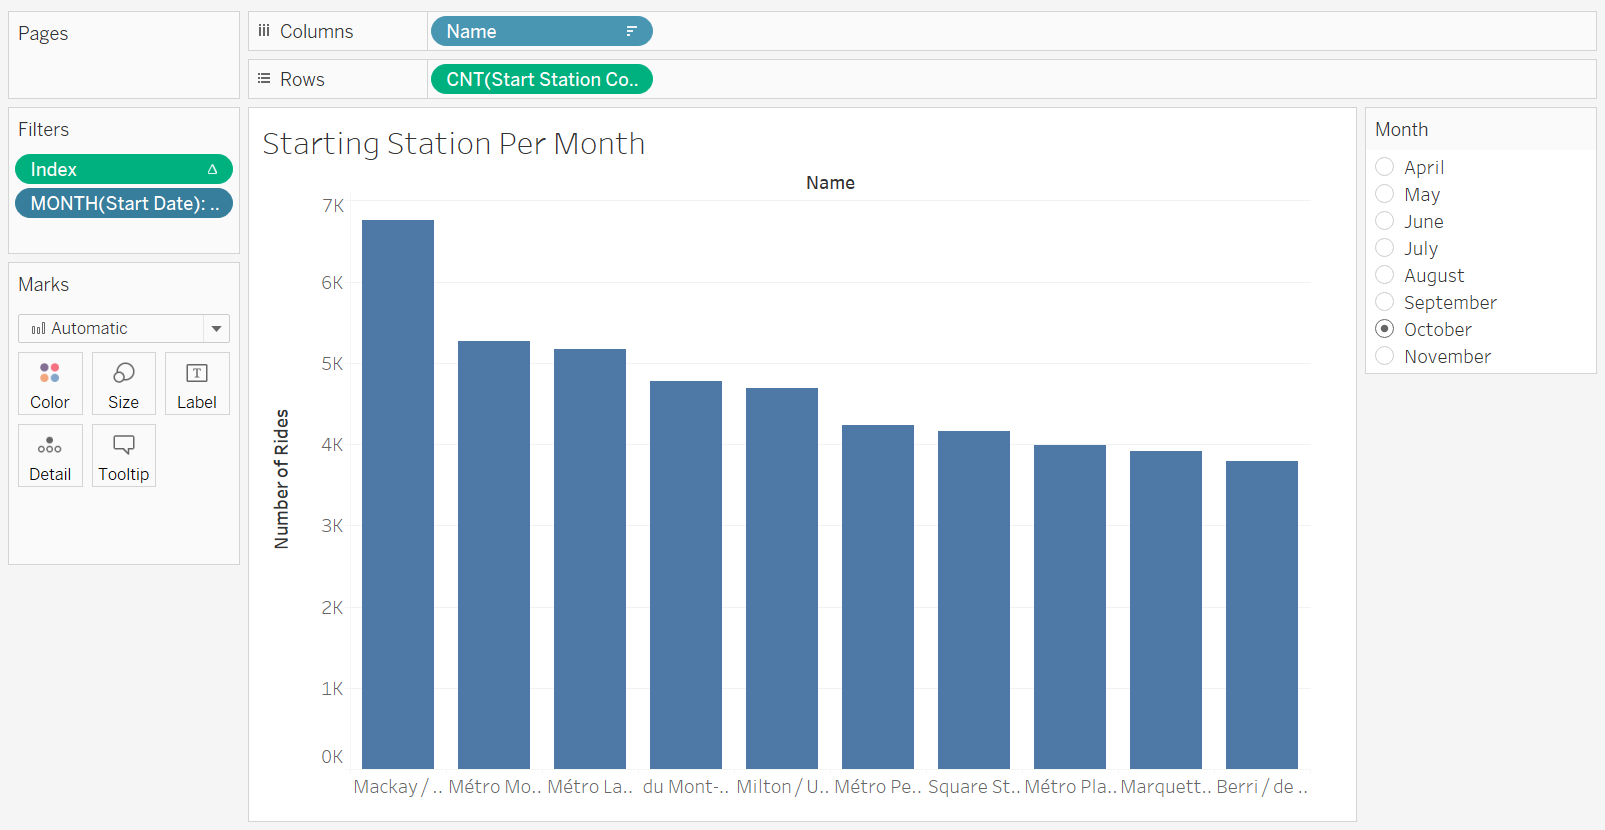 Pages
Columns
Name
Rows
CNT(Start Station Co..
Filters
Index
MONTH(Start Date): ..
Marks
Automatic
Color
Size
Label
Detail
Tooltip
Starting Station Per Month
Name
Number of Rides
7K
6K
5K
4K
3K
2K
1K
0K
Mackay / .. Métro Mo.. Métro La.. du Mont-.. Milton / U.. Métro Pe.. Square St.. Métro Pla.. Marquett.. Berri / de ..
Month
April
May
June
July
August
September
October
November